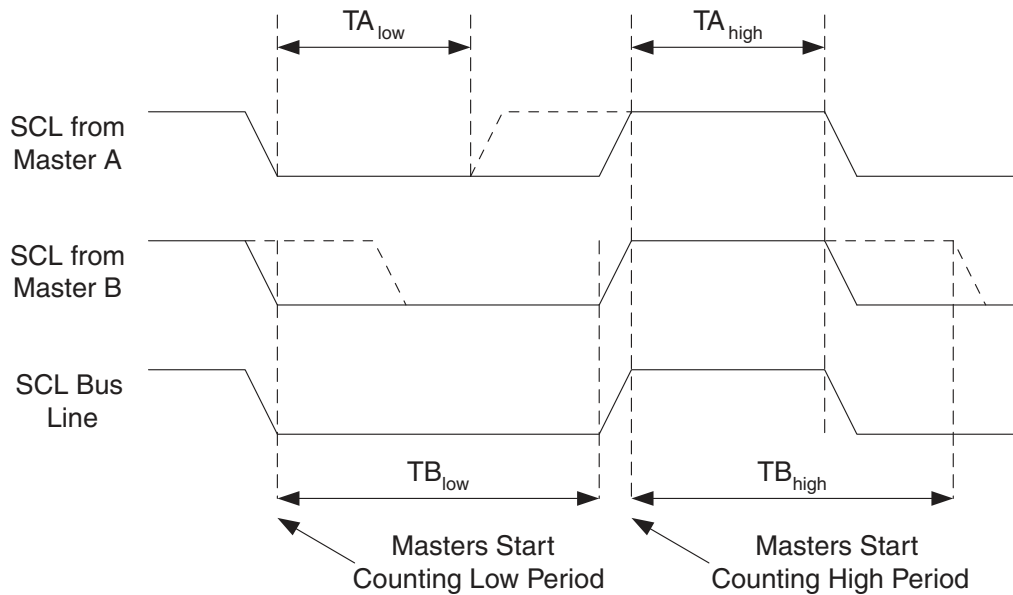 TA low
TA high
SCL from
Master A
SCL from
Master B
SCL Bus
Line
TB low
TB high
Masters Start
Counting Low Period
Masters Start
Counting High Period